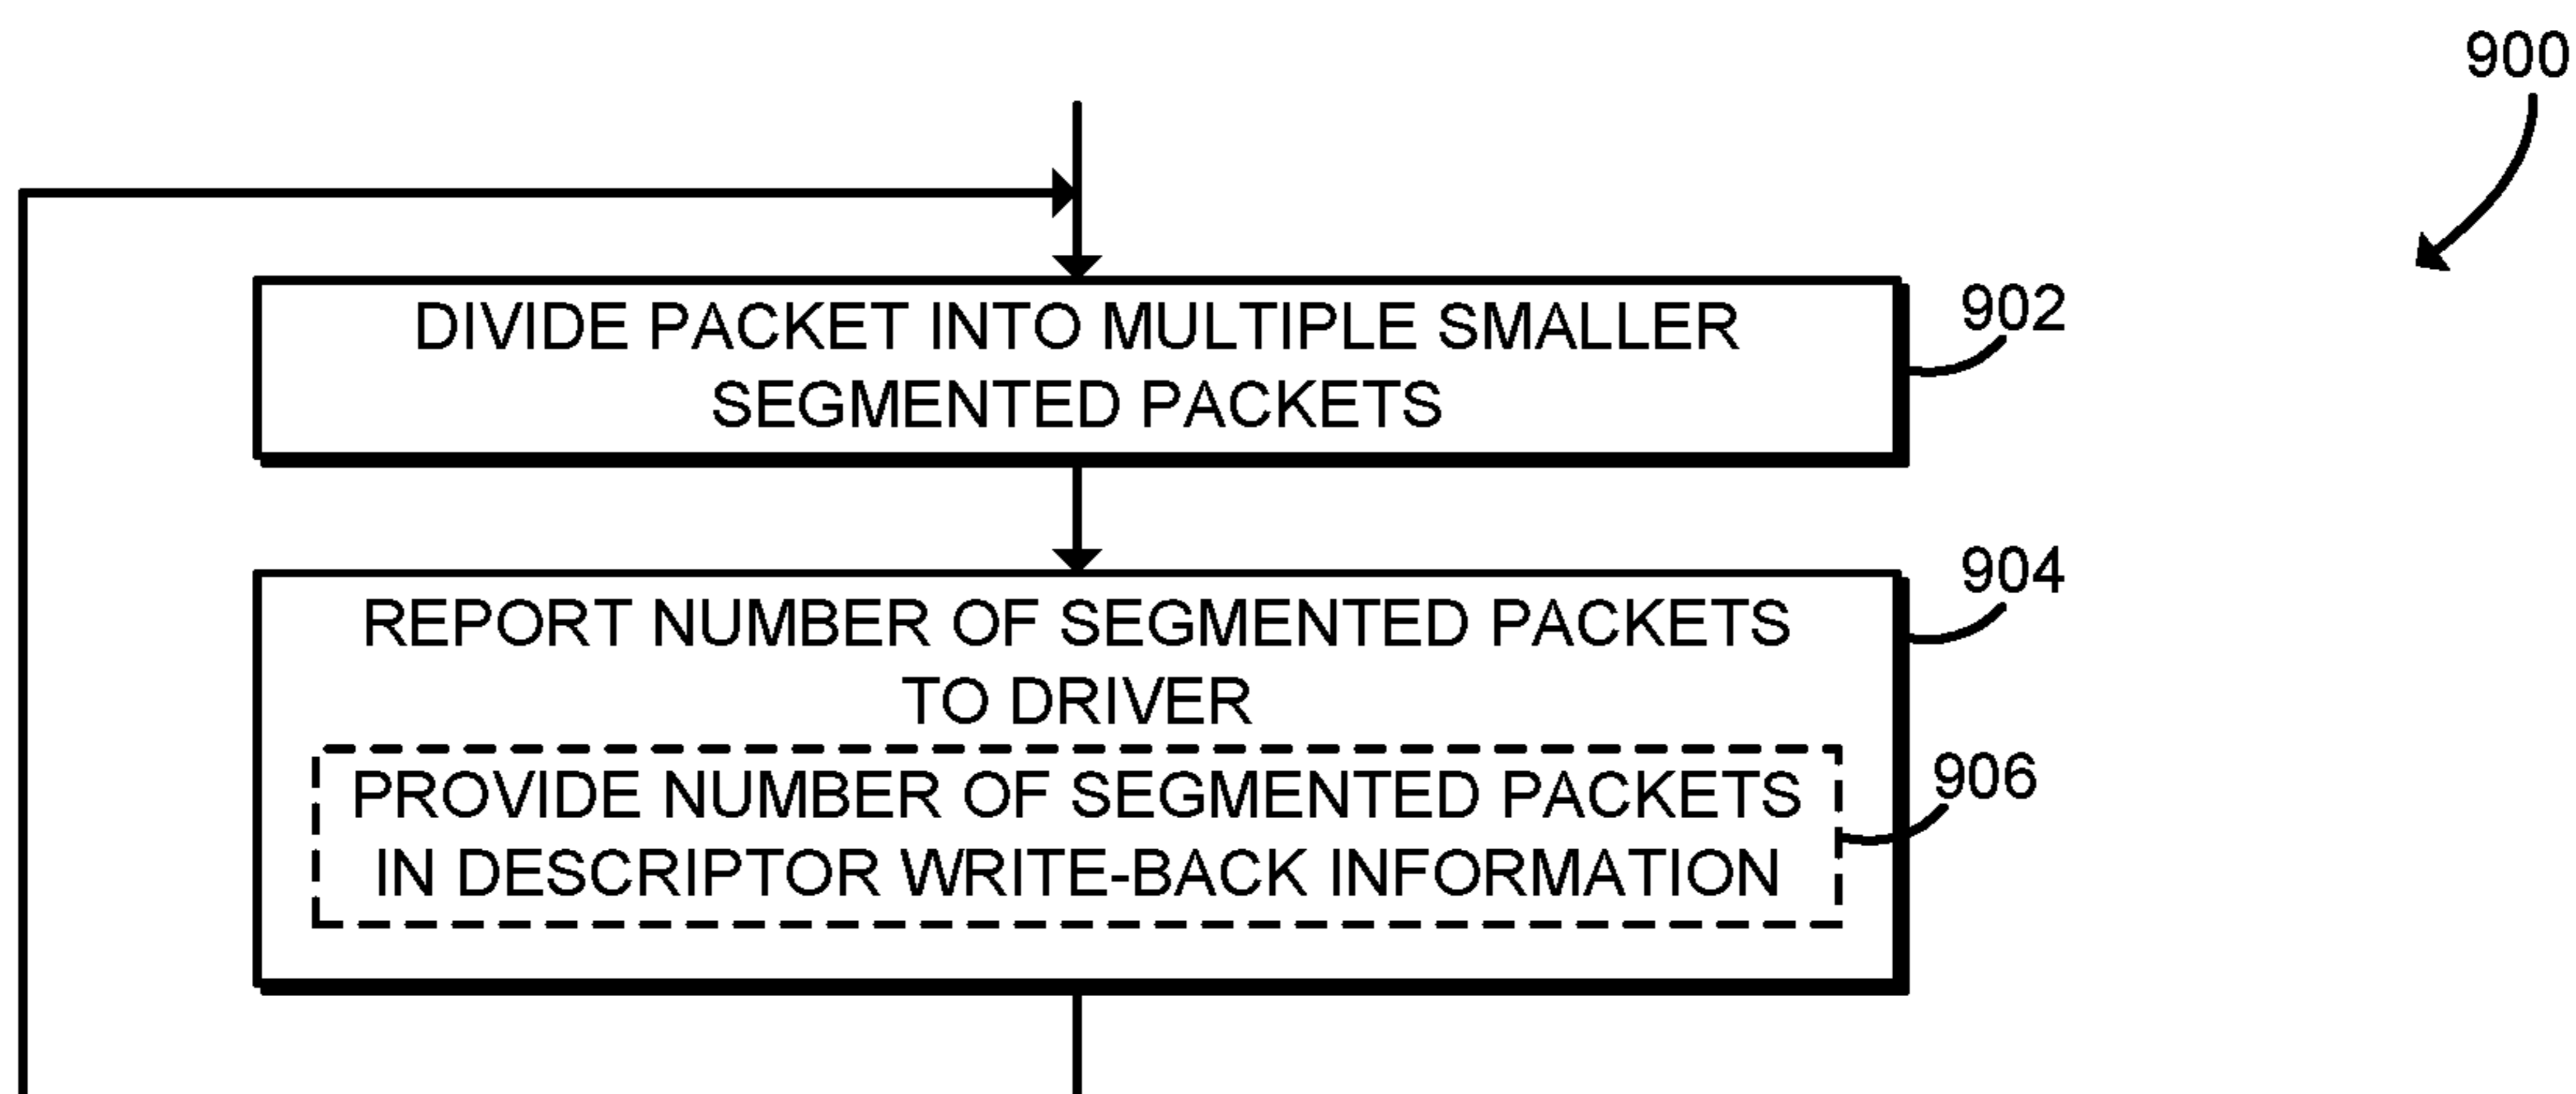 900
DIVIDE PACKET INTO MULTIPLE SMALLER
SEGMENTED PACKETS
902
REPORT NUMBER OF SEGMENTED PACKETS
TO DRIVER
904
PROVIDE NUMBER OF SEGMENTED PACKETS
IN DESCRIPTOR WRITE-BACK INFORMATION
906